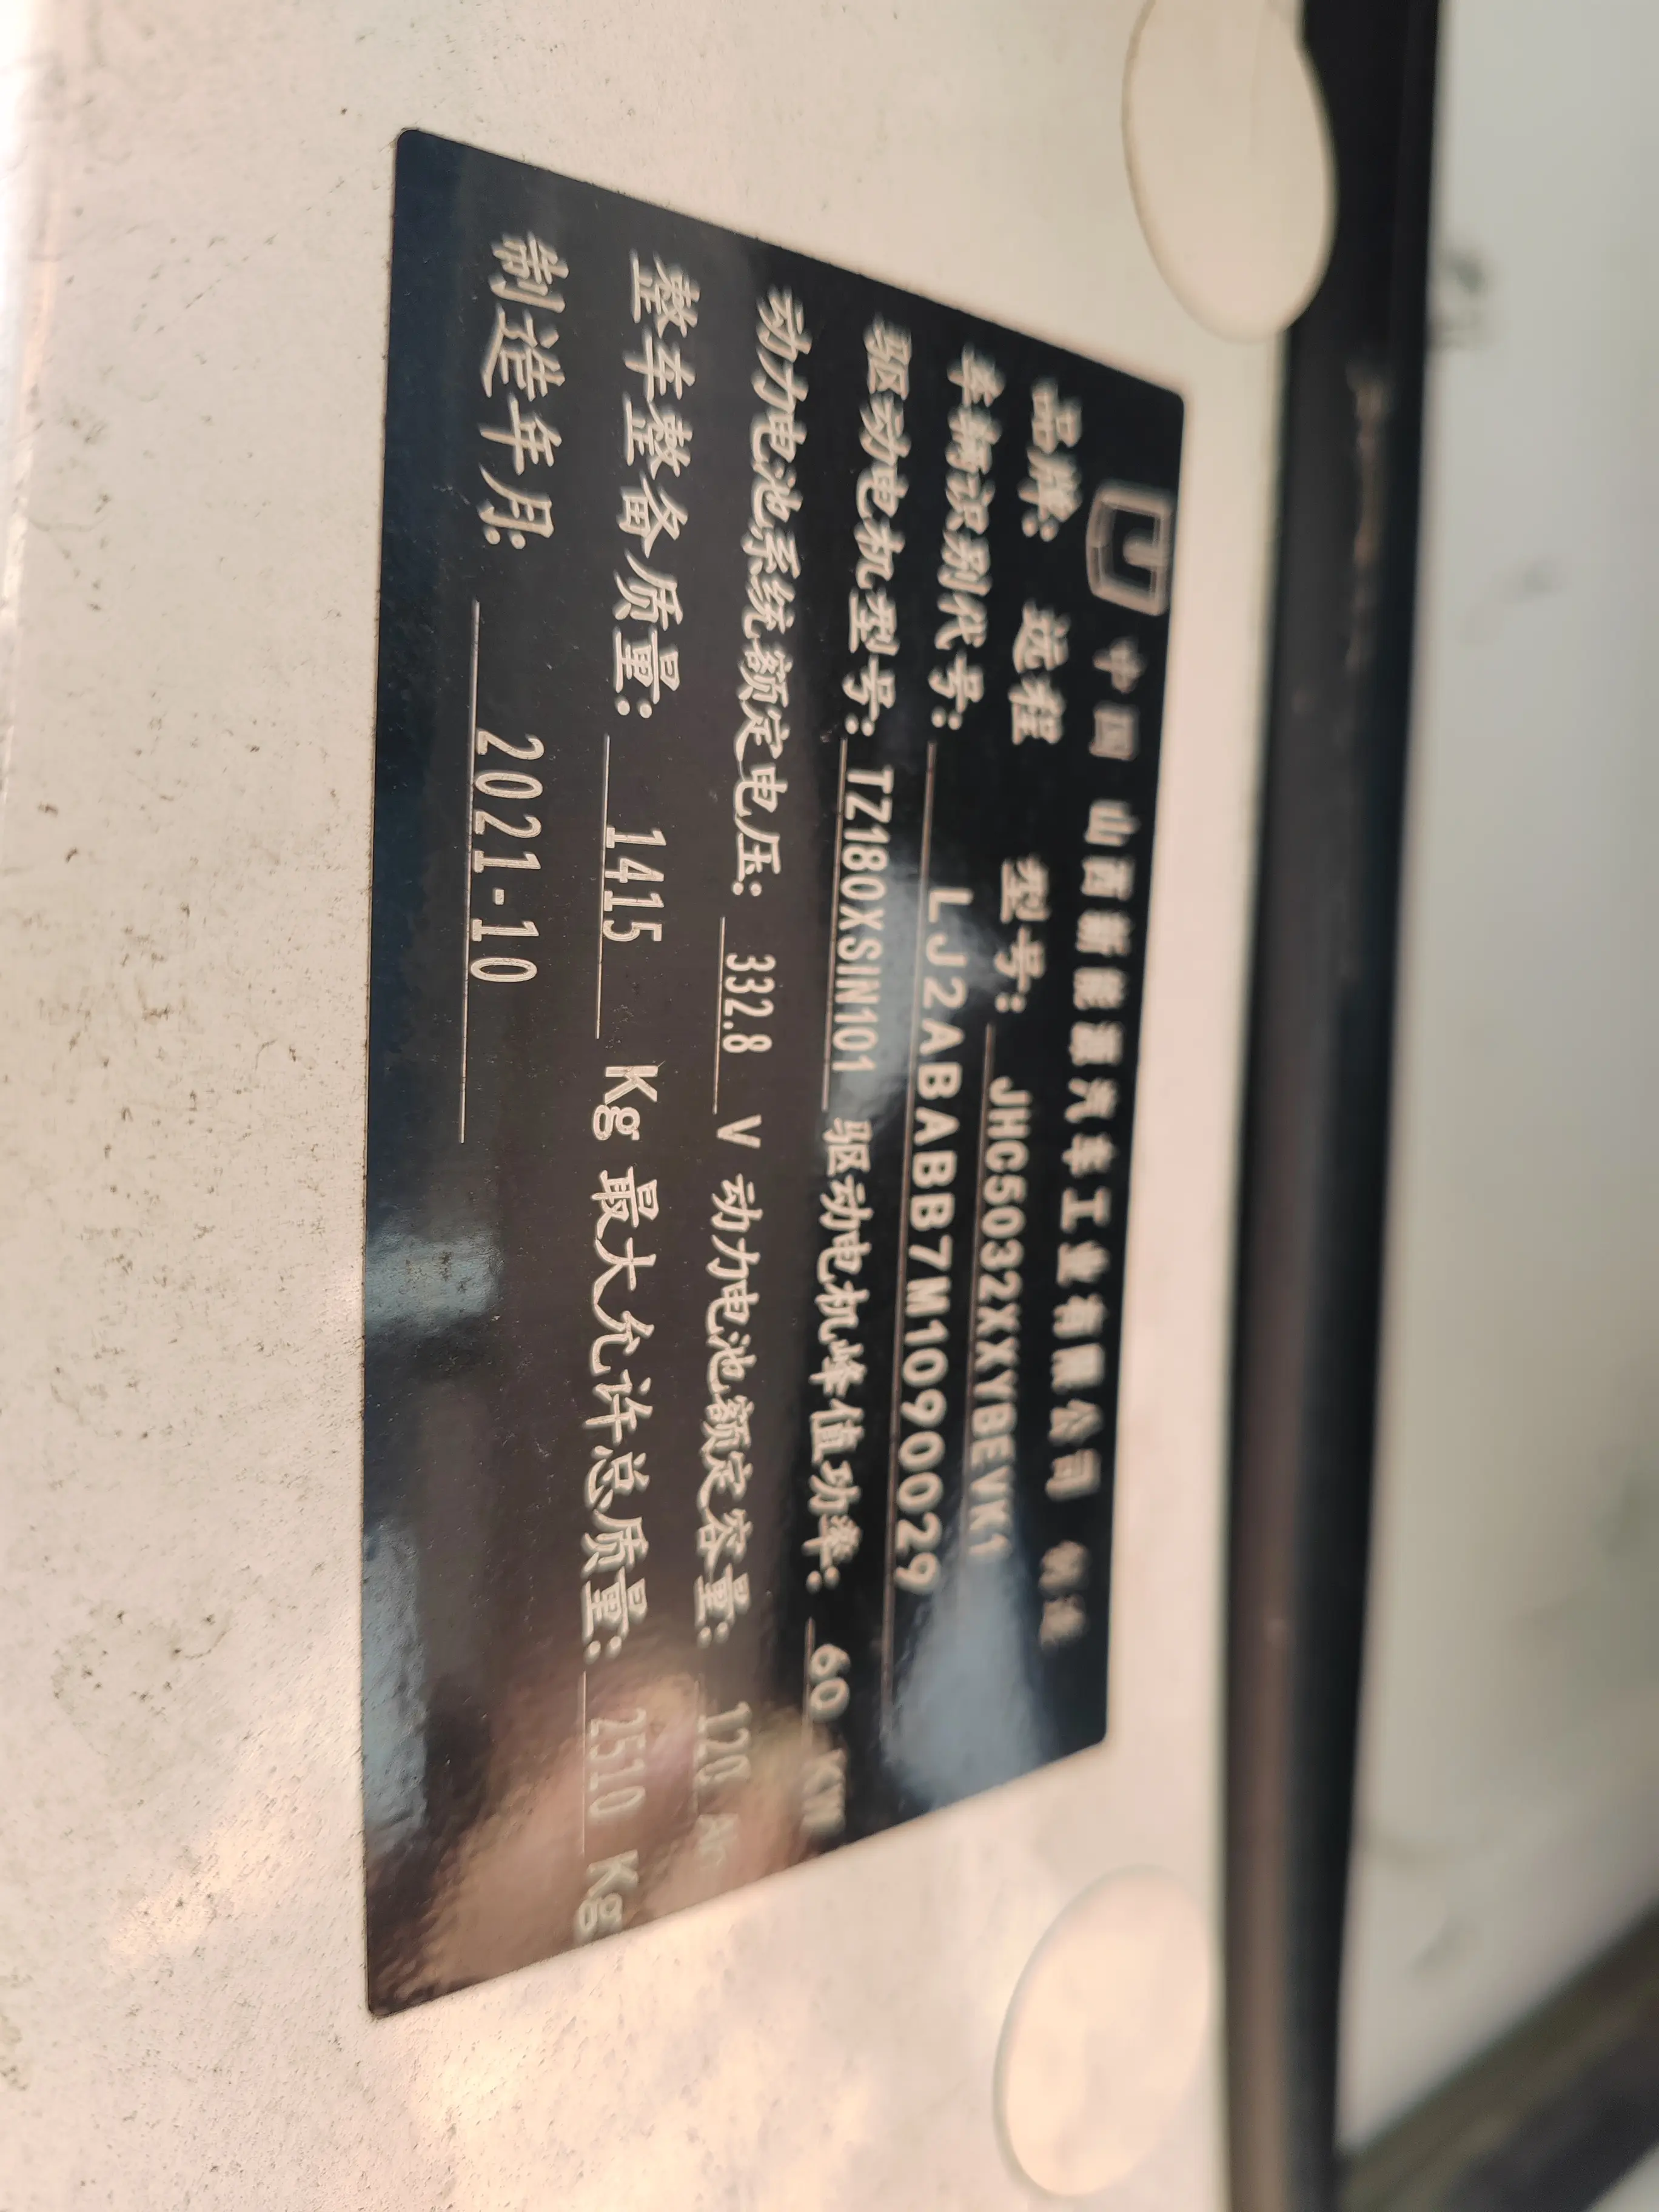 中国 山西新能源汽车工业有限公司 制造
品牌: 远程 型号: JHC5032XXYBEVK1
车辆识别代号: LJ2ABABB7M1090029
驱动电机型号: TZ180XSIN101 驱动电机峰值功率: 60 KW
动力电池系统额定电压: 332.8 V 动力电池额定容量: 120 Ah
整车整备质量: 1415 Kg 最大允许总质量: 2510 Kg
制造年月: 2021-10